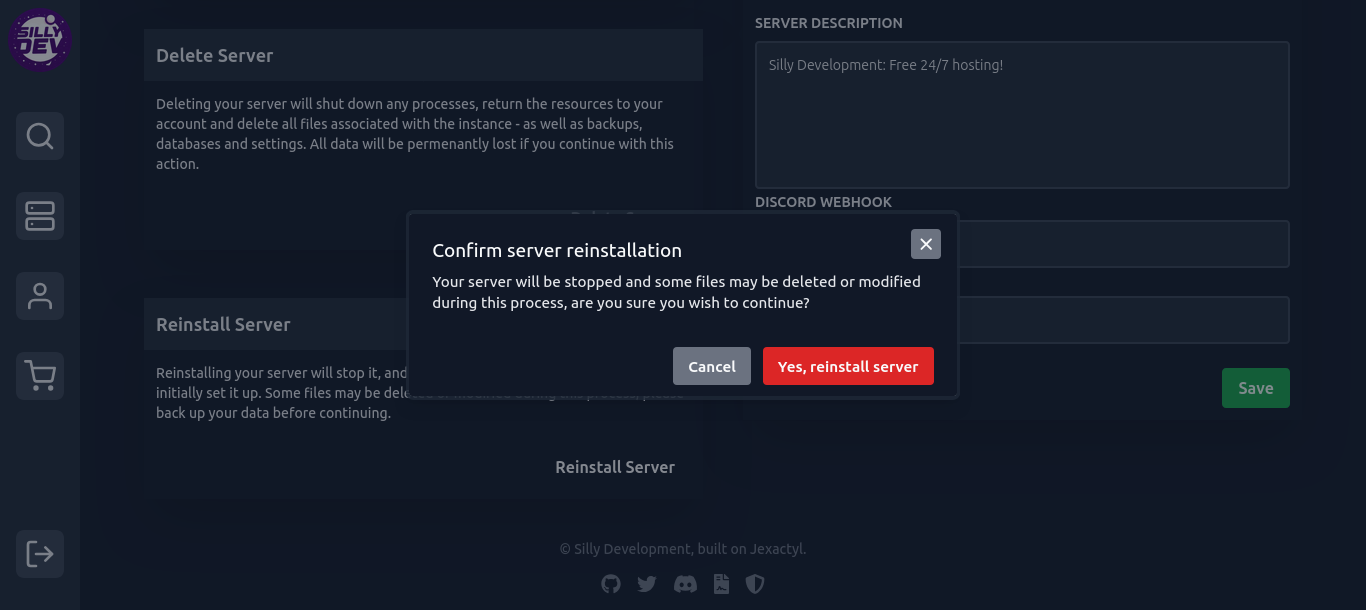 SILLY
DEV
Delete Server
Deleting your server will shut down any processes, return the resources to your
account and delete all files associated with the instance - as well as backups,
databases and settings. All data will be permenantly lost if you continue with this
action.
SERVER DESCRIPTION
Silly Development: Free 24/7 hosting!
DISCORD WEBHOOK
Confirm server reinstallation
Your server will be stopped and some files may be deleted or modified
during this process, are you sure you wish to continue?
Cancel
Yes, reinstall server
Reinstall Server
Reinstalling your server will stop it, and
initially set it up. Some files may be
back up your data before continuing.
Reinstall Server
Save
© Silly Development, built on Jexactyl.